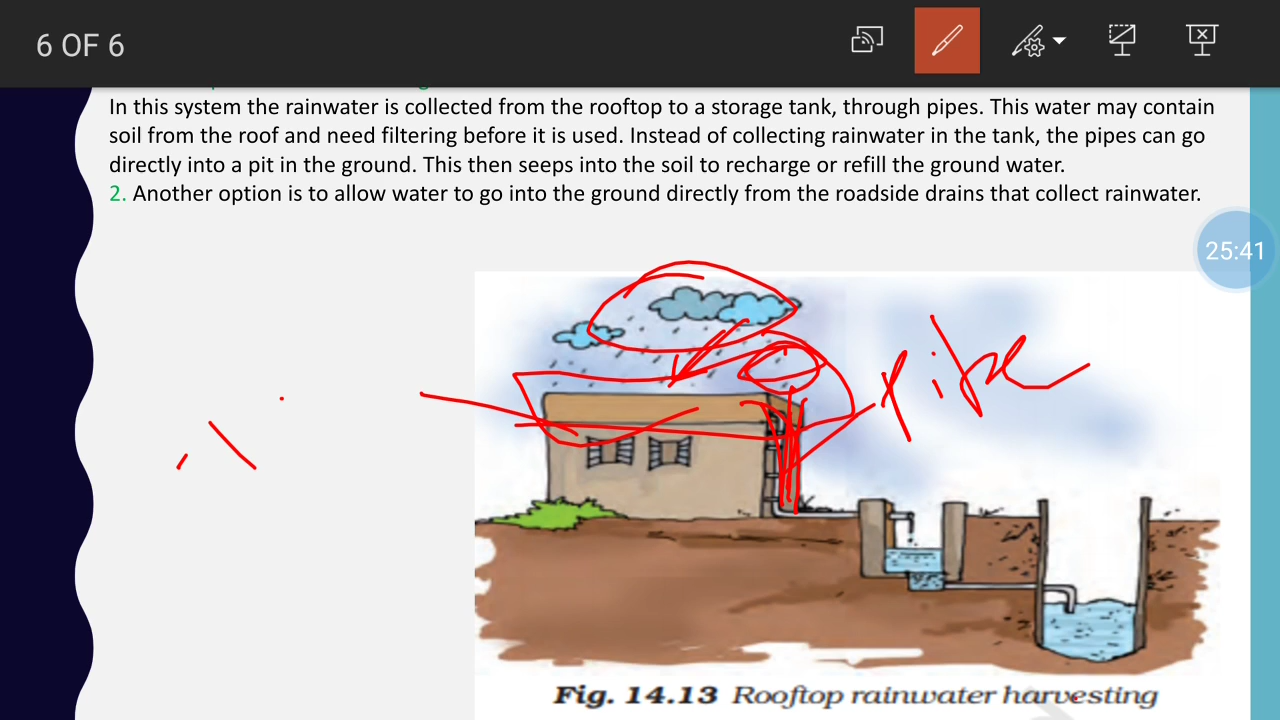 6 OF 6
In this system the rainwater is collected from the rooftop to a storage tank, through pipes. This water may contain
soil from the roof and need filtering before it is used. Instead of collecting rainwater in the tank, the pipes can go
directly into a pit in the ground. This then seeps into the soil to recharge or refill the ground water.
2. Another option is to allow water to go into the ground directly from the roadside drains that collect rainwater.
25:41
pipe
Fig. 14.13 Rooftop rainwater harvesting